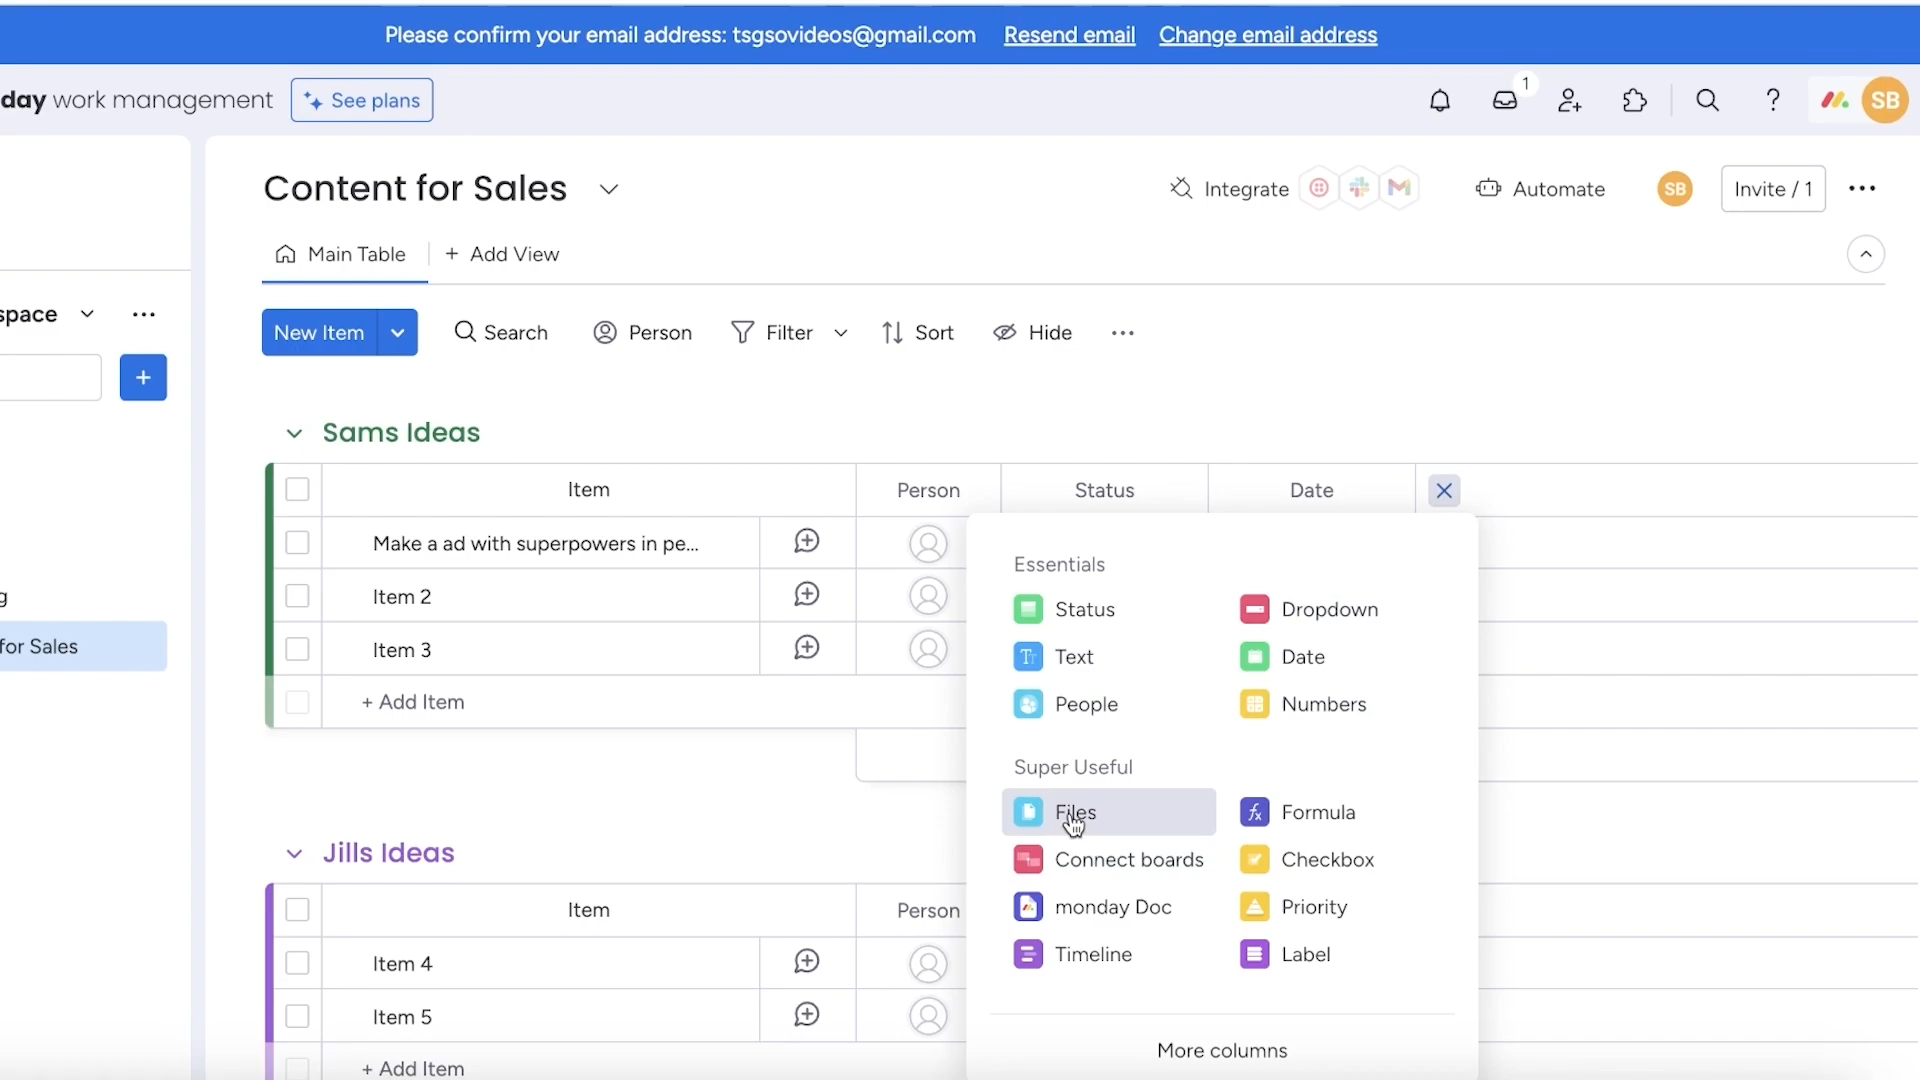 Please confirm your email address: tsgsovideos@gmail.com Resend email Change email address
day work management See plans 1 SB
Content for Sales Integrate Automate SB Invite / 1
Main Table + Add View
space
New Item Search Person Filter Sort Hide
+
Sams Ideas
Item Person Status Date
Make a ad with superpowers in pe...
Item 2
Item 3
+ Add Item
g
for Sales
Essentials
Status Dropdown
Text Date
People Numbers
Super Useful
Files Formula
Connect boards Checkbox
monday Doc Priority
Timeline Label
More columns
Jills Ideas
Item Person
Item 4
Item 5
+ Add Item